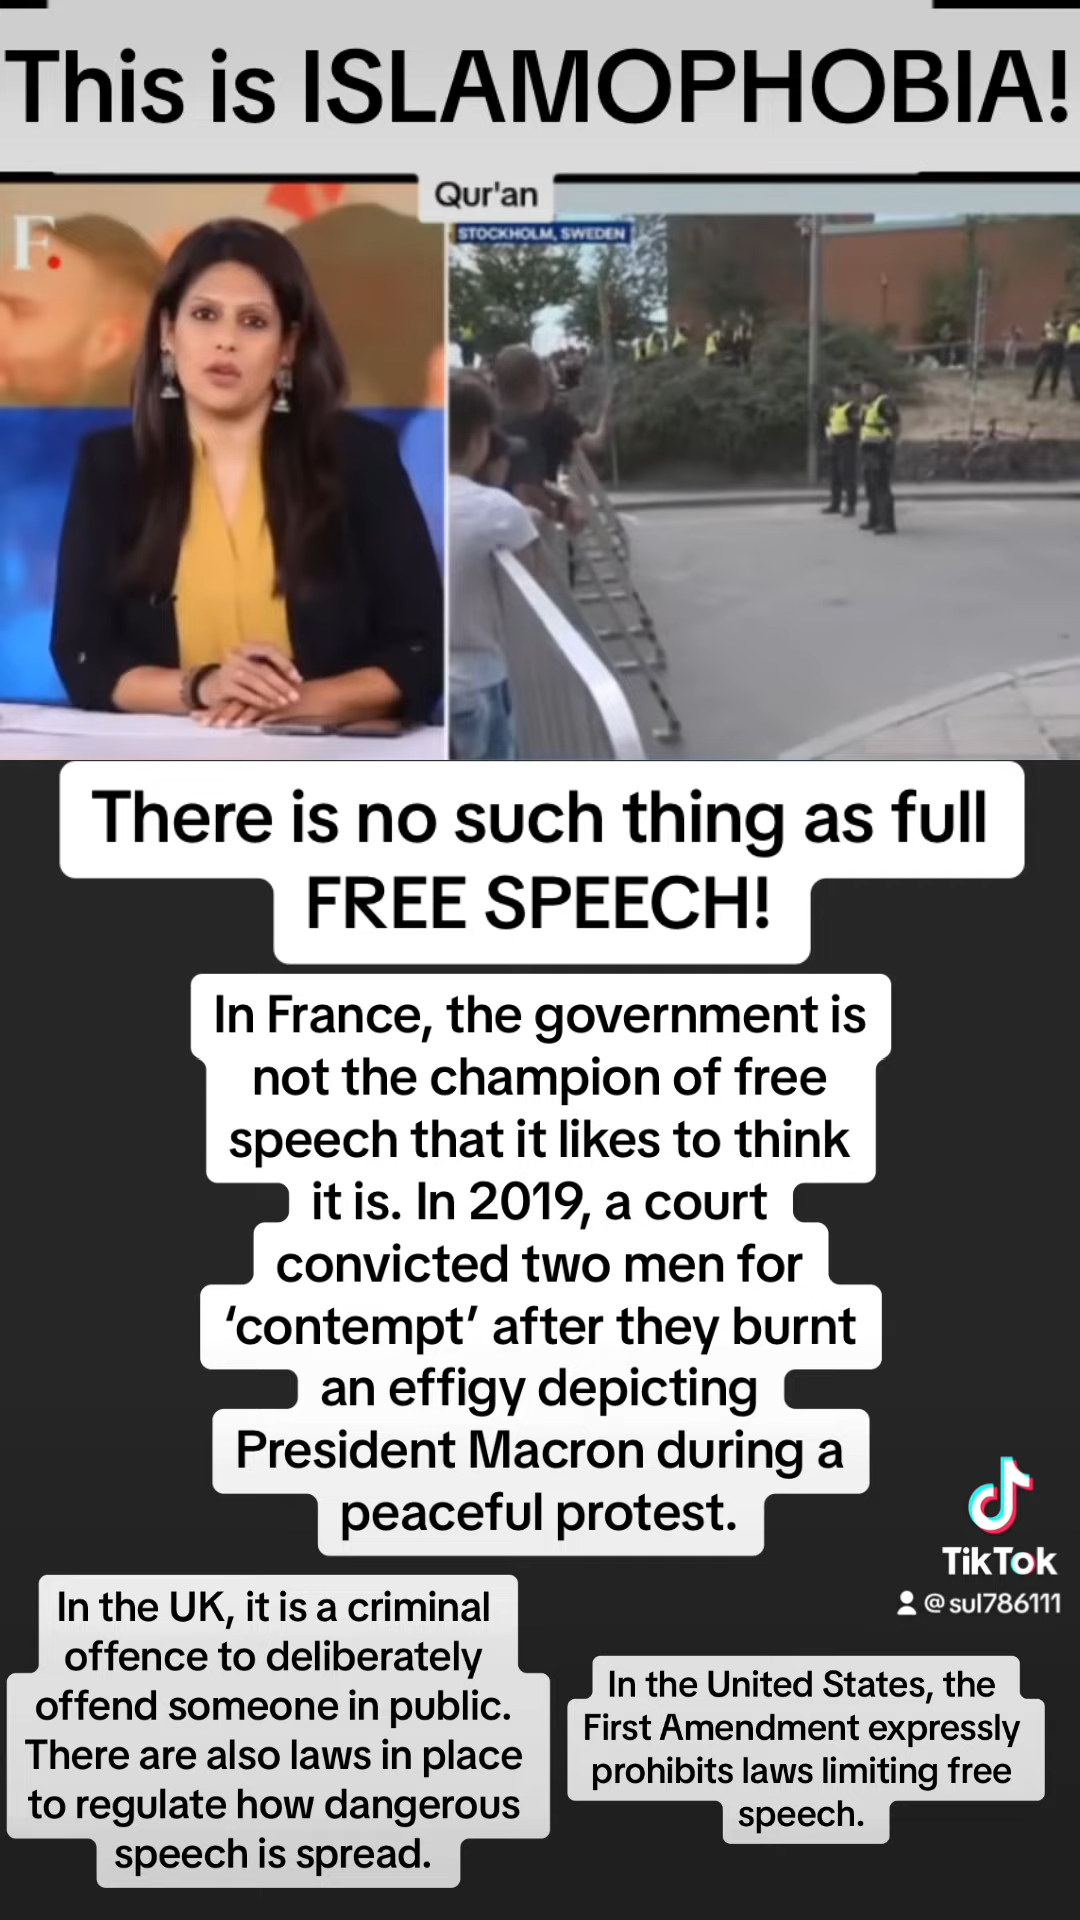 This is ISLAMOPHOBIA!
Qur'an
F.
STOCKHOLM, SWEDEN
There is no such thing as full
FREE SPEECH!
In France, the government is
not the champion of free
speech that it likes to think
it is. In 2019, a court
convicted two men for
‘contempt’ after they burnt
an effigy depicting
President Macron during a
peaceful protest.
TikTok
@sul786111
In the UK, it is a criminal
offence to deliberately
offend someone in public.
There are also laws in place
to regulate how dangerous
speech is spread.
In the United States, the
First Amendment expressly
prohibits laws limiting free
speech.